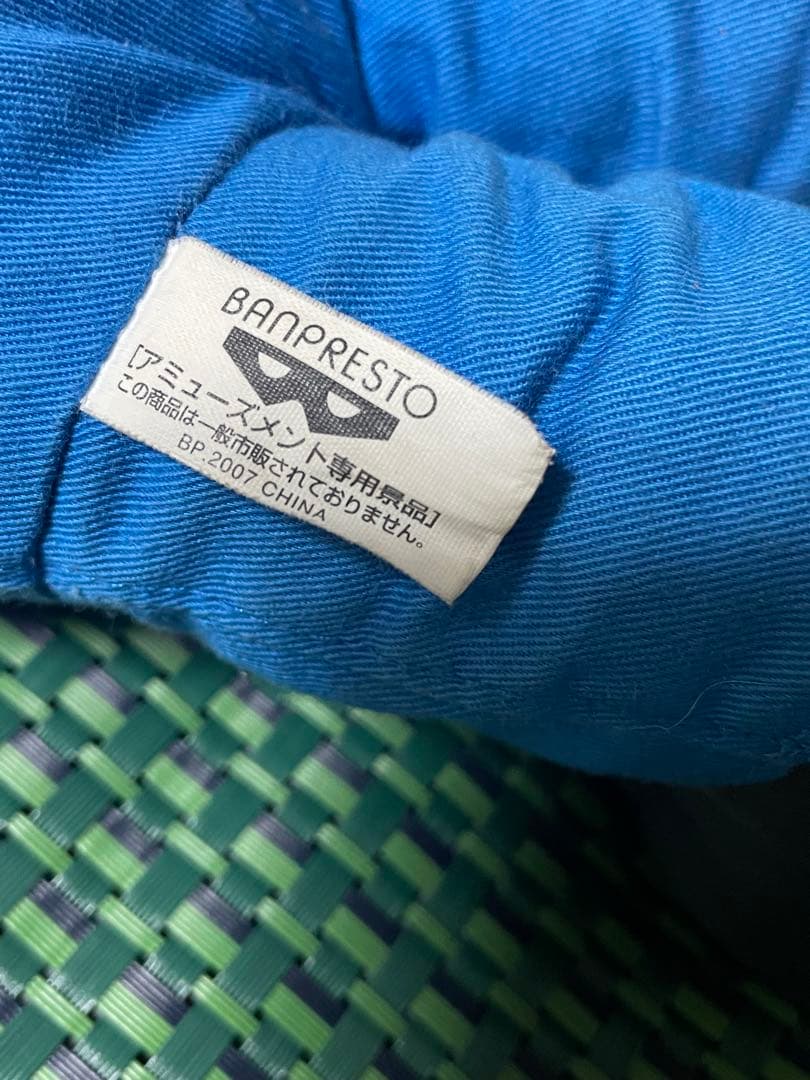 BANPRESTO
[アミューズメント専用景品]
この商品は一般市販されておりません。
BP.2007 CHINA